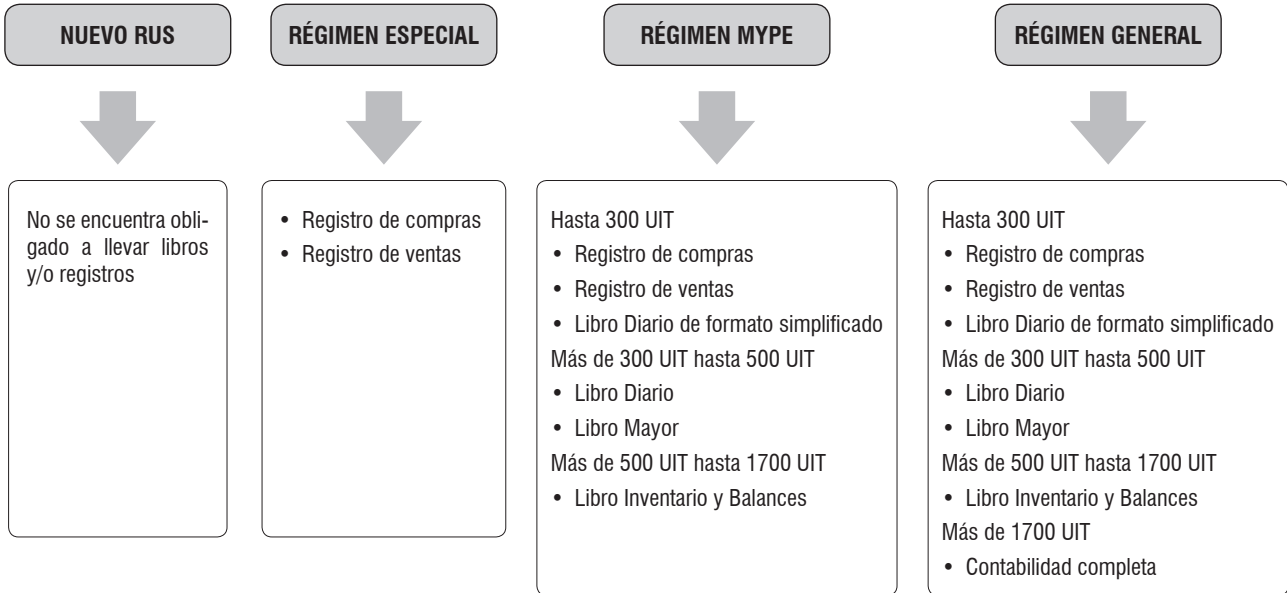 NUEVO RUS
No se encuentra obli-
gado a llevar libros
y/o registros
RÉGIMEN ESPECIAL
• Registro de compras
• Registro de ventas
RÉGIMEN MYPE
Hasta 300 UIT
• Registro de compras
• Registro de ventas
• Libro Diario de formato simplificado
Más de 300 UIT hasta 500 UIT
• Libro Diario
• Libro Mayor
Más de 500 UIT hasta 1700 UIT
• Libro Inventario y Balances
RÉGIMEN GENERAL
Hasta 300 UIT
• Registro de compras
• Registro de ventas
• Libro Diario de formato simplificado
Más de 300 UIT hasta 500 UIT
• Libro Diario
• Libro Mayor
Más de 500 UIT hasta 1700 UIT
• Libro Inventario y Balances
Más de 1700 UIT
• Contabilidad completa